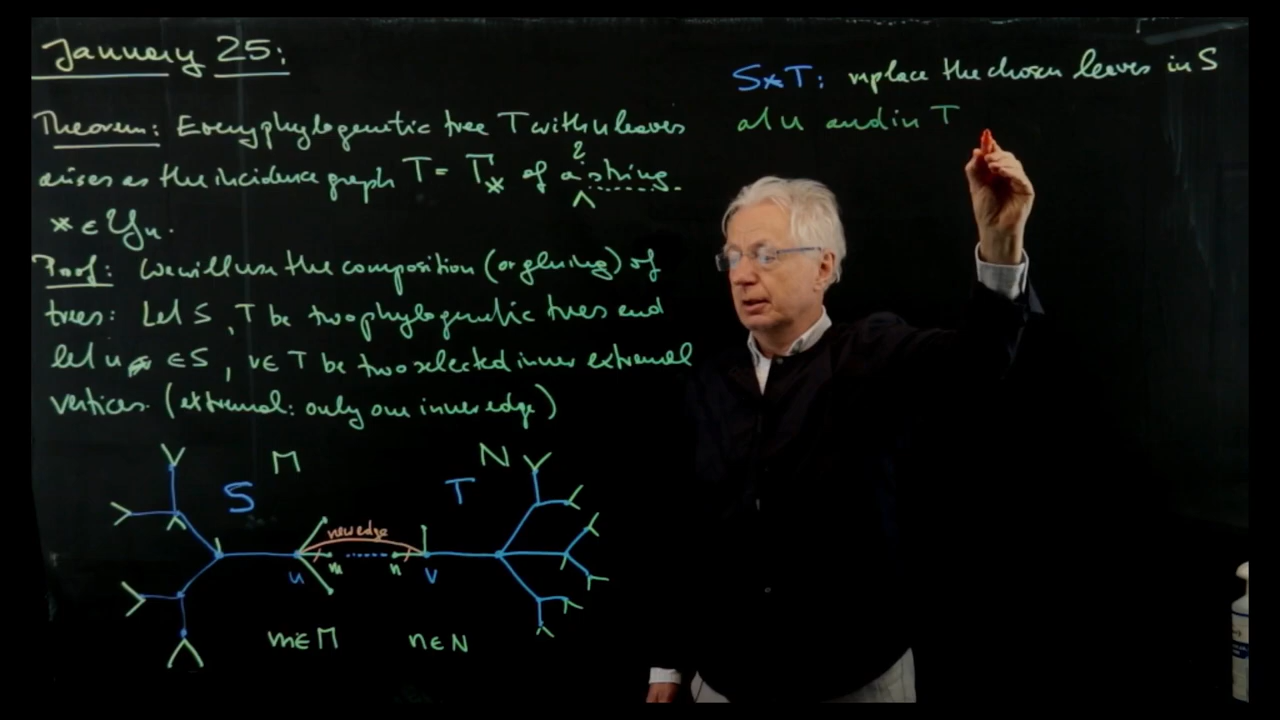 January 25:
Theorem: Every phylogenetic tree T with n leaves
arises as the incidence graph T = Γ* of a string
* ∈ Yn.
Proof: We will use the composition (or gluing) of
trees: Let S, T be two phylogenetic trees and
let u ∈ S, v ∈ T be two selected inner extremal
vertices. (extremal: only one inner edge)
S M T N
new edge
u m n v
m ∈ M n ∈ N
S*T: replace the chosen leaves in S
at u and in T